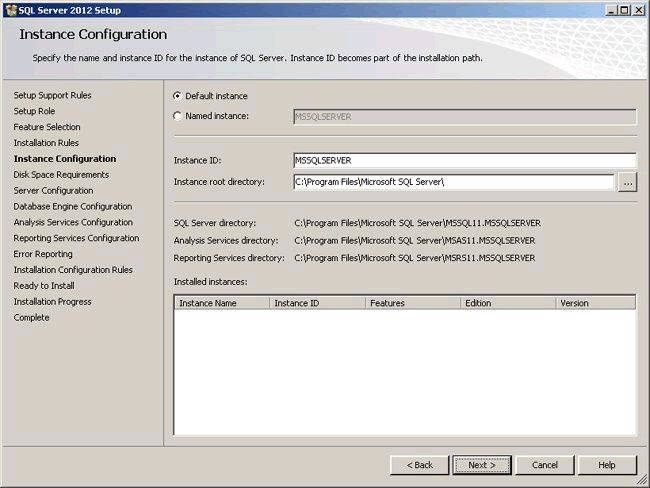 SQL Server 2012 Setup
Instance Configuration
Specify the name and instance ID for the instance of SQL Server. Instance ID becomes part of the installation path.
Setup Support Rules
Setup Role
Feature Selection
Installation Rules
Instance Configuration
Disk Space Requirements
Server Configuration
Database Engine Configuration
Analysis Services Configuration
Reporting Services Configuration
Error Reporting
Installation Configuration Rules
Ready to Install
Installation Progress
Complete
Default instance
Named instance: MSSQLSERVER
Instance ID: MSSQLSERVER
Instance root directory: C:\Program Files\Microsoft SQL Server\ ...
SQL Server directory: C:\Program Files\Microsoft SQL Server\MSSQL11.MSSQLSERVER
Analysis Services directory: C:\Program Files\Microsoft SQL Server\MSAS11.MSSQLSERVER
Reporting Services directory: C:\Program Files\Microsoft SQL Server\MSRS11.MSSQLSERVER
Installed instances:
Instance Name Instance ID Features Edition Version
< Back Next > Cancel Help